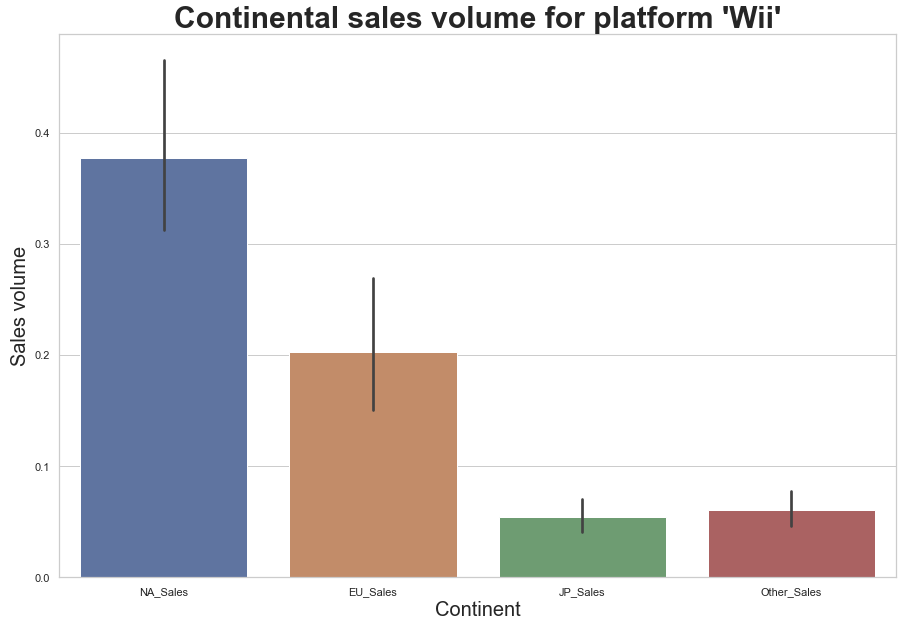 Continental sales volume for platform 'Wii'
Sales volume
0.4
0.3
0.2
0.1
0.0
NA_Sales
EU_Sales
JP_Sales
Other_Sales
Continent